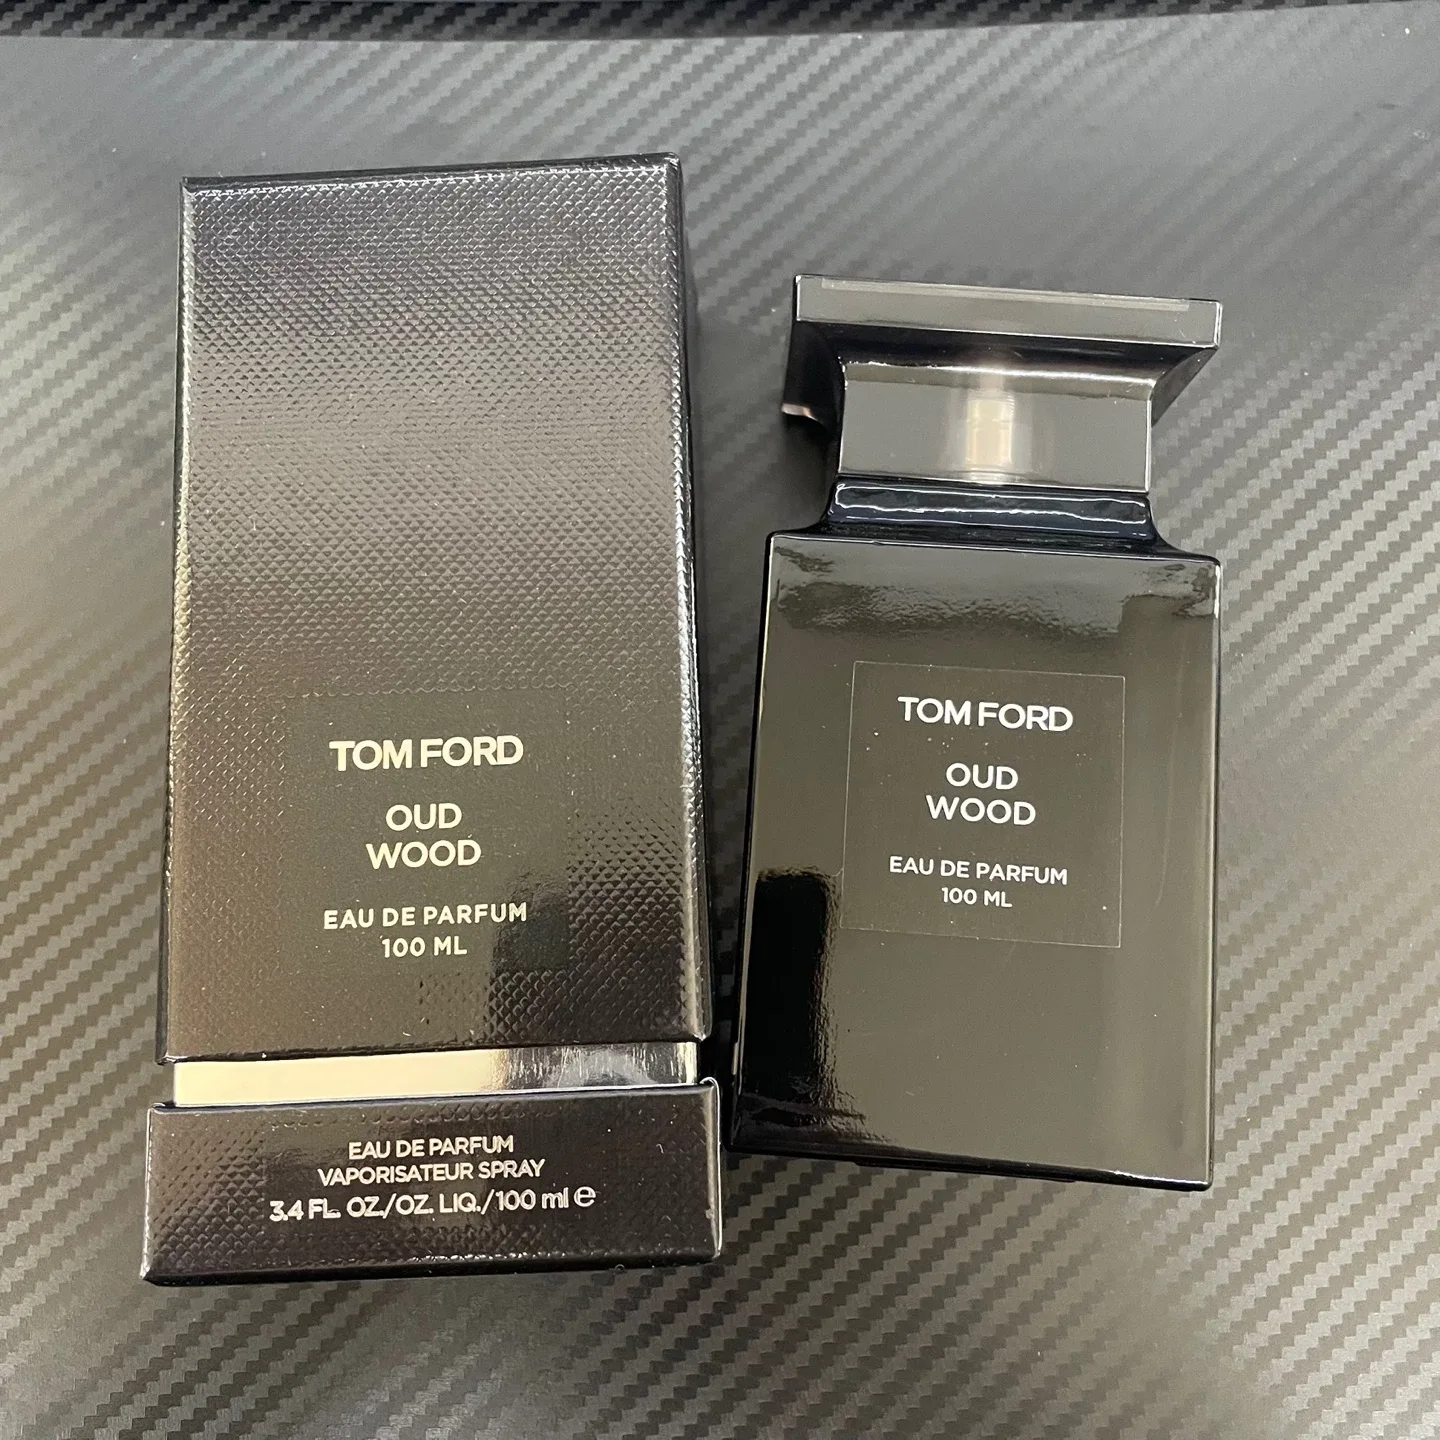 TOM FORD
OUD
WOOD
EAU DE PARFUM
100 ML
EAU DE PARFUM
VAPORISATEUR SPRAY
3.4 FL. OZ./OZ. LIQ./100 ml ℮
TOM FORD
OUD
WOOD
EAU DE PARFUM
100 ML